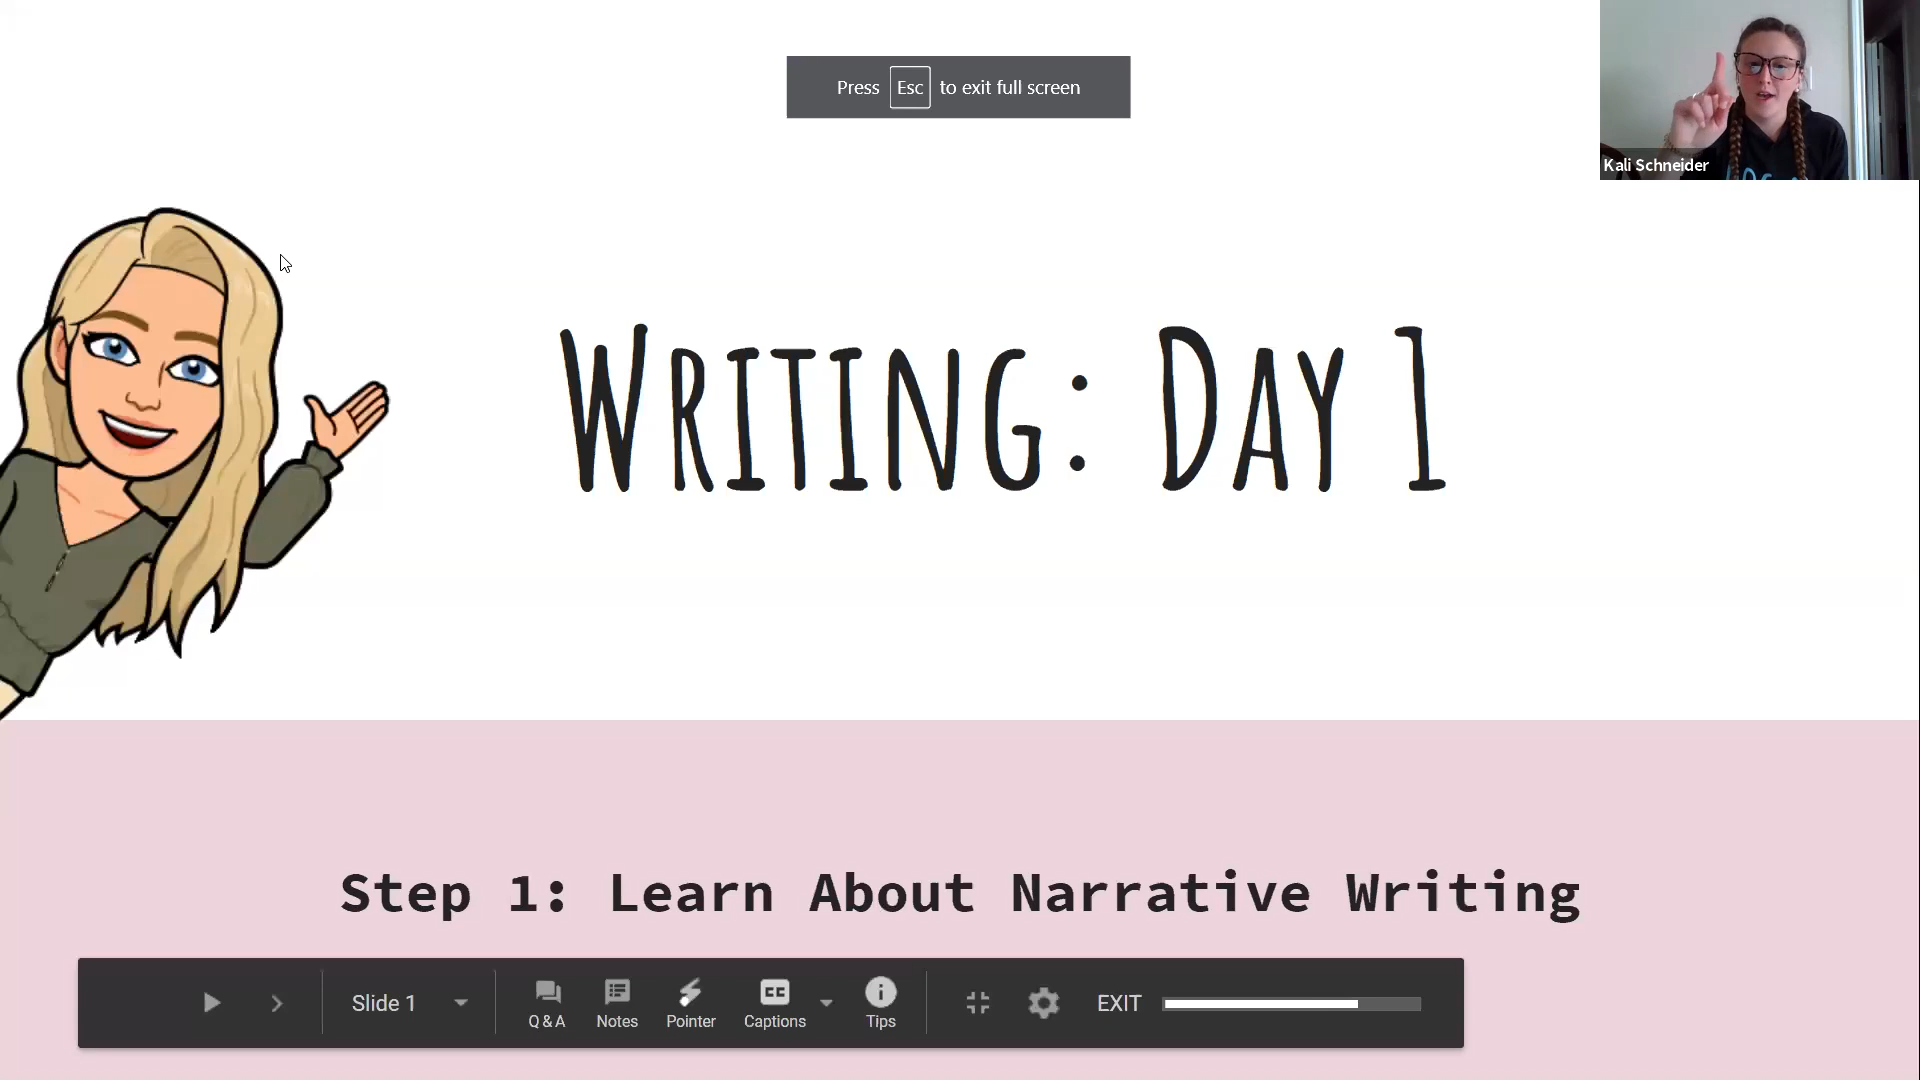 Press Esc to exit full screen
Kali Schneider
WRITING: DAY 1
Step 1: Learn About Narrative Writing
Slide 1
Q & A
Notes
Pointer
CC
Captions
Tips
EXIT